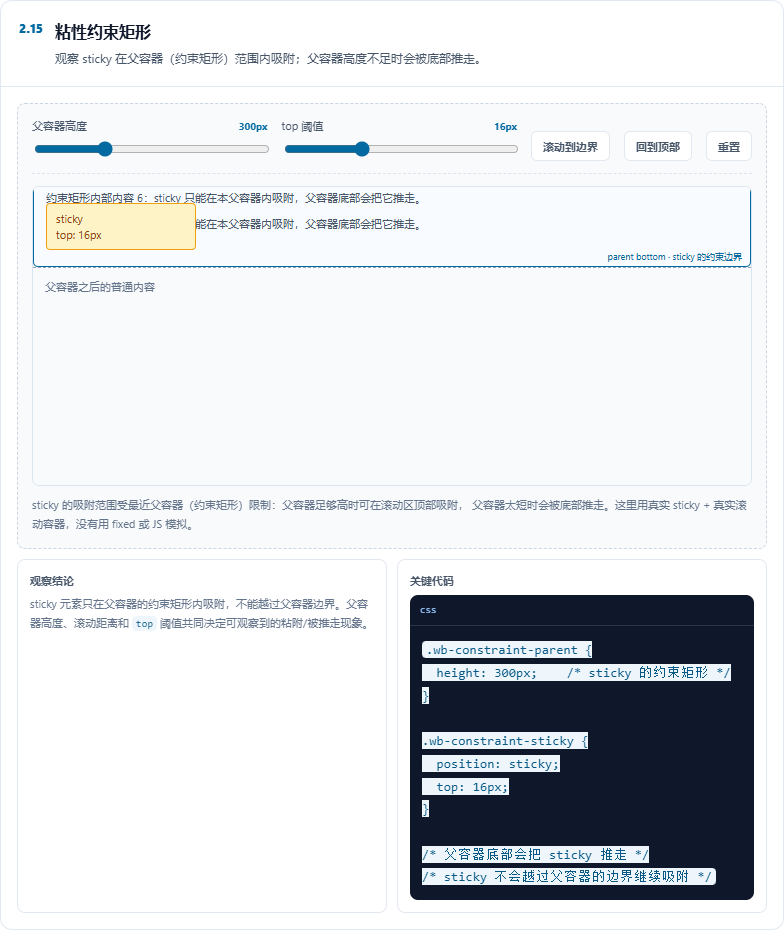 2.15 粘性约束矩形
观察 sticky 在父容器（约束矩形）范围内吸附；父容器高度不足时会被底部推走。
父容器高度 300px top 阈值 16px
滚动到边界 回到顶部 重置
约束矩形内部内容 6：sticky 只能在本父容器内吸附，父容器底部会把它推走。
sticky
能在本父容器内吸附，父容器底部会把它推走。
top: 16px
parent bottom · sticky 的约束边界
父容器之后的普通内容
sticky 的吸附范围受最近父容器（约束矩形）限制：父容器足够高时可在滚动区顶部吸附， 父容器太短时会被底部推走。这里用真实 sticky + 真实滚
动容器，没有用 fixed 或 JS 模拟。
观察结论
sticky 元素只在父容器的约束矩形内吸附，不能越过父容器边界。父容
器高度、滚动距离和 top 阈值共同决定可观察到的粘附/被推走现象。
关键代码
css
.wb-constraint-parent {
  height: 300px;    /* sticky 的约束矩形 */
}
.wb-constraint-sticky {
  position: sticky;
  top: 16px;
}
/* 父容器底部会把 sticky 推走 */
/* sticky 不会越过父容器的边界继续吸附 */